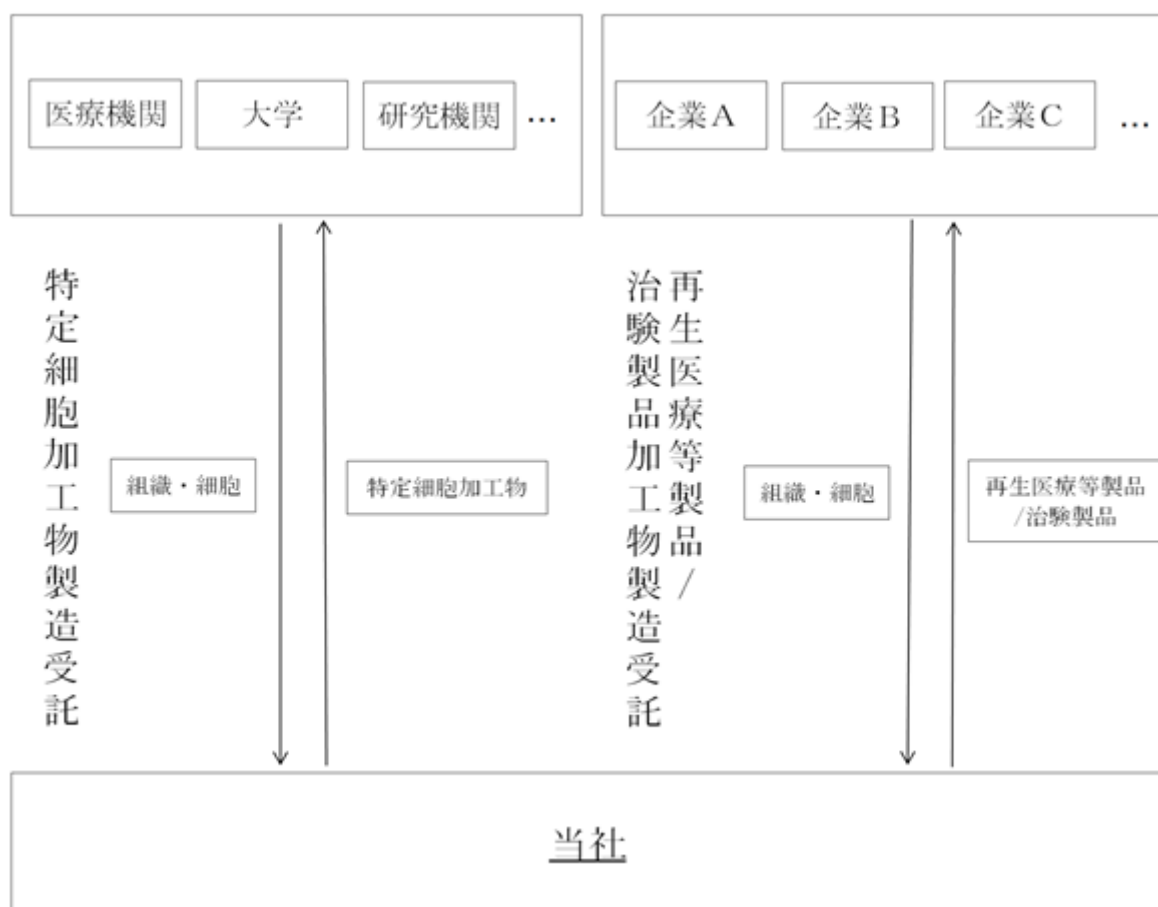 医療機関
大学
研究機関
…
企業A
企業B
企業C
…
特定細胞加工物製造受託
組織・細胞
特定細胞加工物
再生医療等製品/
治験製品加工物製造受託
組織・細胞
再生医療等製品
/治験製品
当社